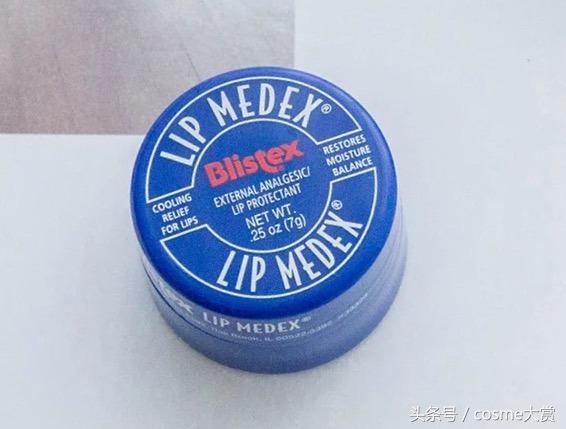 LIP MEDEX®
Blistex®
EXTERNAL ANALGESIC/
LIP PROTECTANT
NET WT.
.25 oz (7g)
COOLING
RELIEF
FOR LIPS
RESTORES
MOISTURE
BALANCE
LIP MEDEX®
LIP MEDEX®
头条号 / cosme大赏